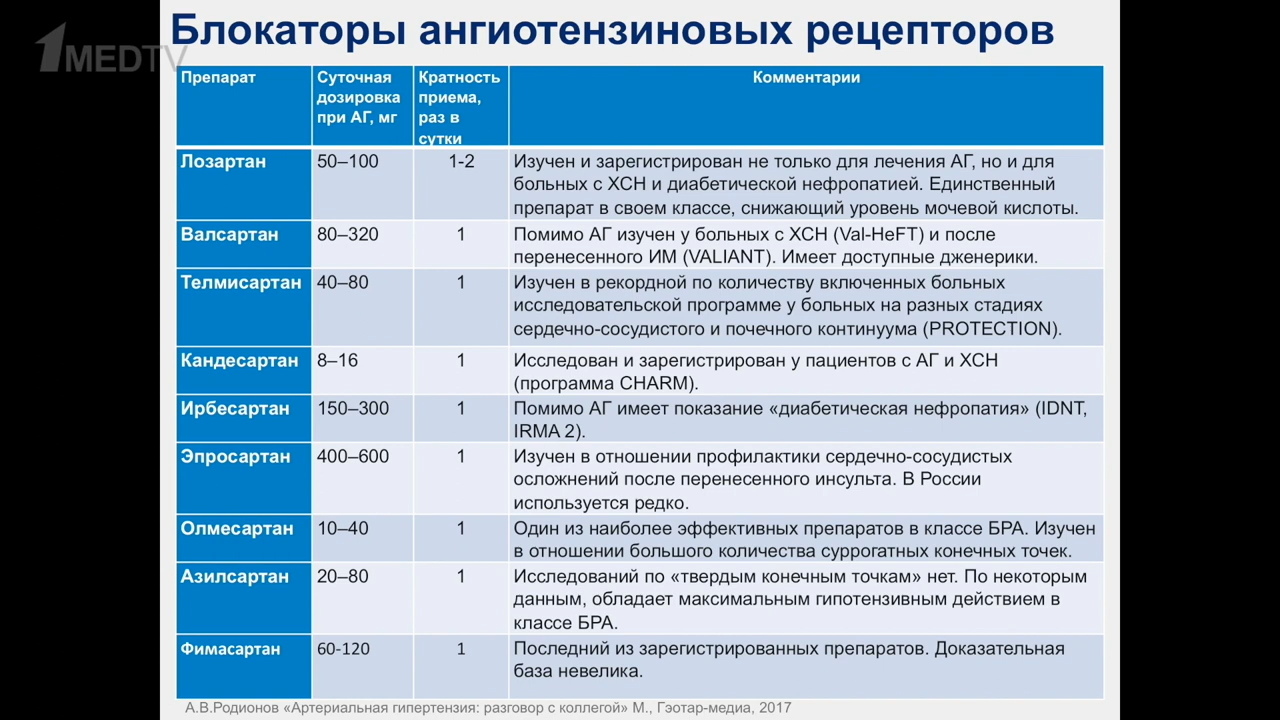 1MEDTV
Блокаторы ангиотензиновых рецепторов
Препарат
Суточная
дозировка
при АГ, мг
Кратность
приема,
раз в
сутки
Комментарии
Лозартан
50–100
1-2
Изучен и зарегистрирован не только для лечения АГ, но и для
больных с ХСН и диабетической нефропатией. Единственный
препарат в своем классе, снижающий уровень мочевой кислоты.
Валсартан
80–320
1
Помимо АГ изучен у больных с ХСН (Val-HeFT) и после
перенесенного ИМ (VALIANT). Имеет доступные дженерики.
Телмисартан
40–80
1
Изучен в рекордной по количеству включенных больных
исследовательской программе у больных на разных стадиях
сердечно-сосудистого и почечного континуума (PROTECTION).
Кандесартан
8–16
1
Исследован и зарегистрирован у пациентов с АГ и ХСН
(программа CHARM).
Ирбесартан
150–300
1
Помимо АГ имеет показание «диабетическая нефропатия» (IDNT,
IRMA 2).
Эпросартан
400–600
1
Изучен в отношении профилактики сердечно-сосудистых
осложнений после перенесенного инсульта. В России
используется редко.
Олмесартан
10–40
1
Один из наиболее эффективных препаратов в классе БРА. Изучен
в отношении большого количества суррогатных конечных точек.
Азилсартан
20–80
1
Исследований по «твердым конечным точкам» нет. По некоторым
данным, обладает максимальным гипотензивным действием в
классе БРА.
Фимасартан
60-120
1
Последний из зарегистрированных препаратов. Доказательная
база невелика.
А.В.Родионов «Артериальная гипертензия: разговор с коллегой» М., Гэотар-медиа, 2017